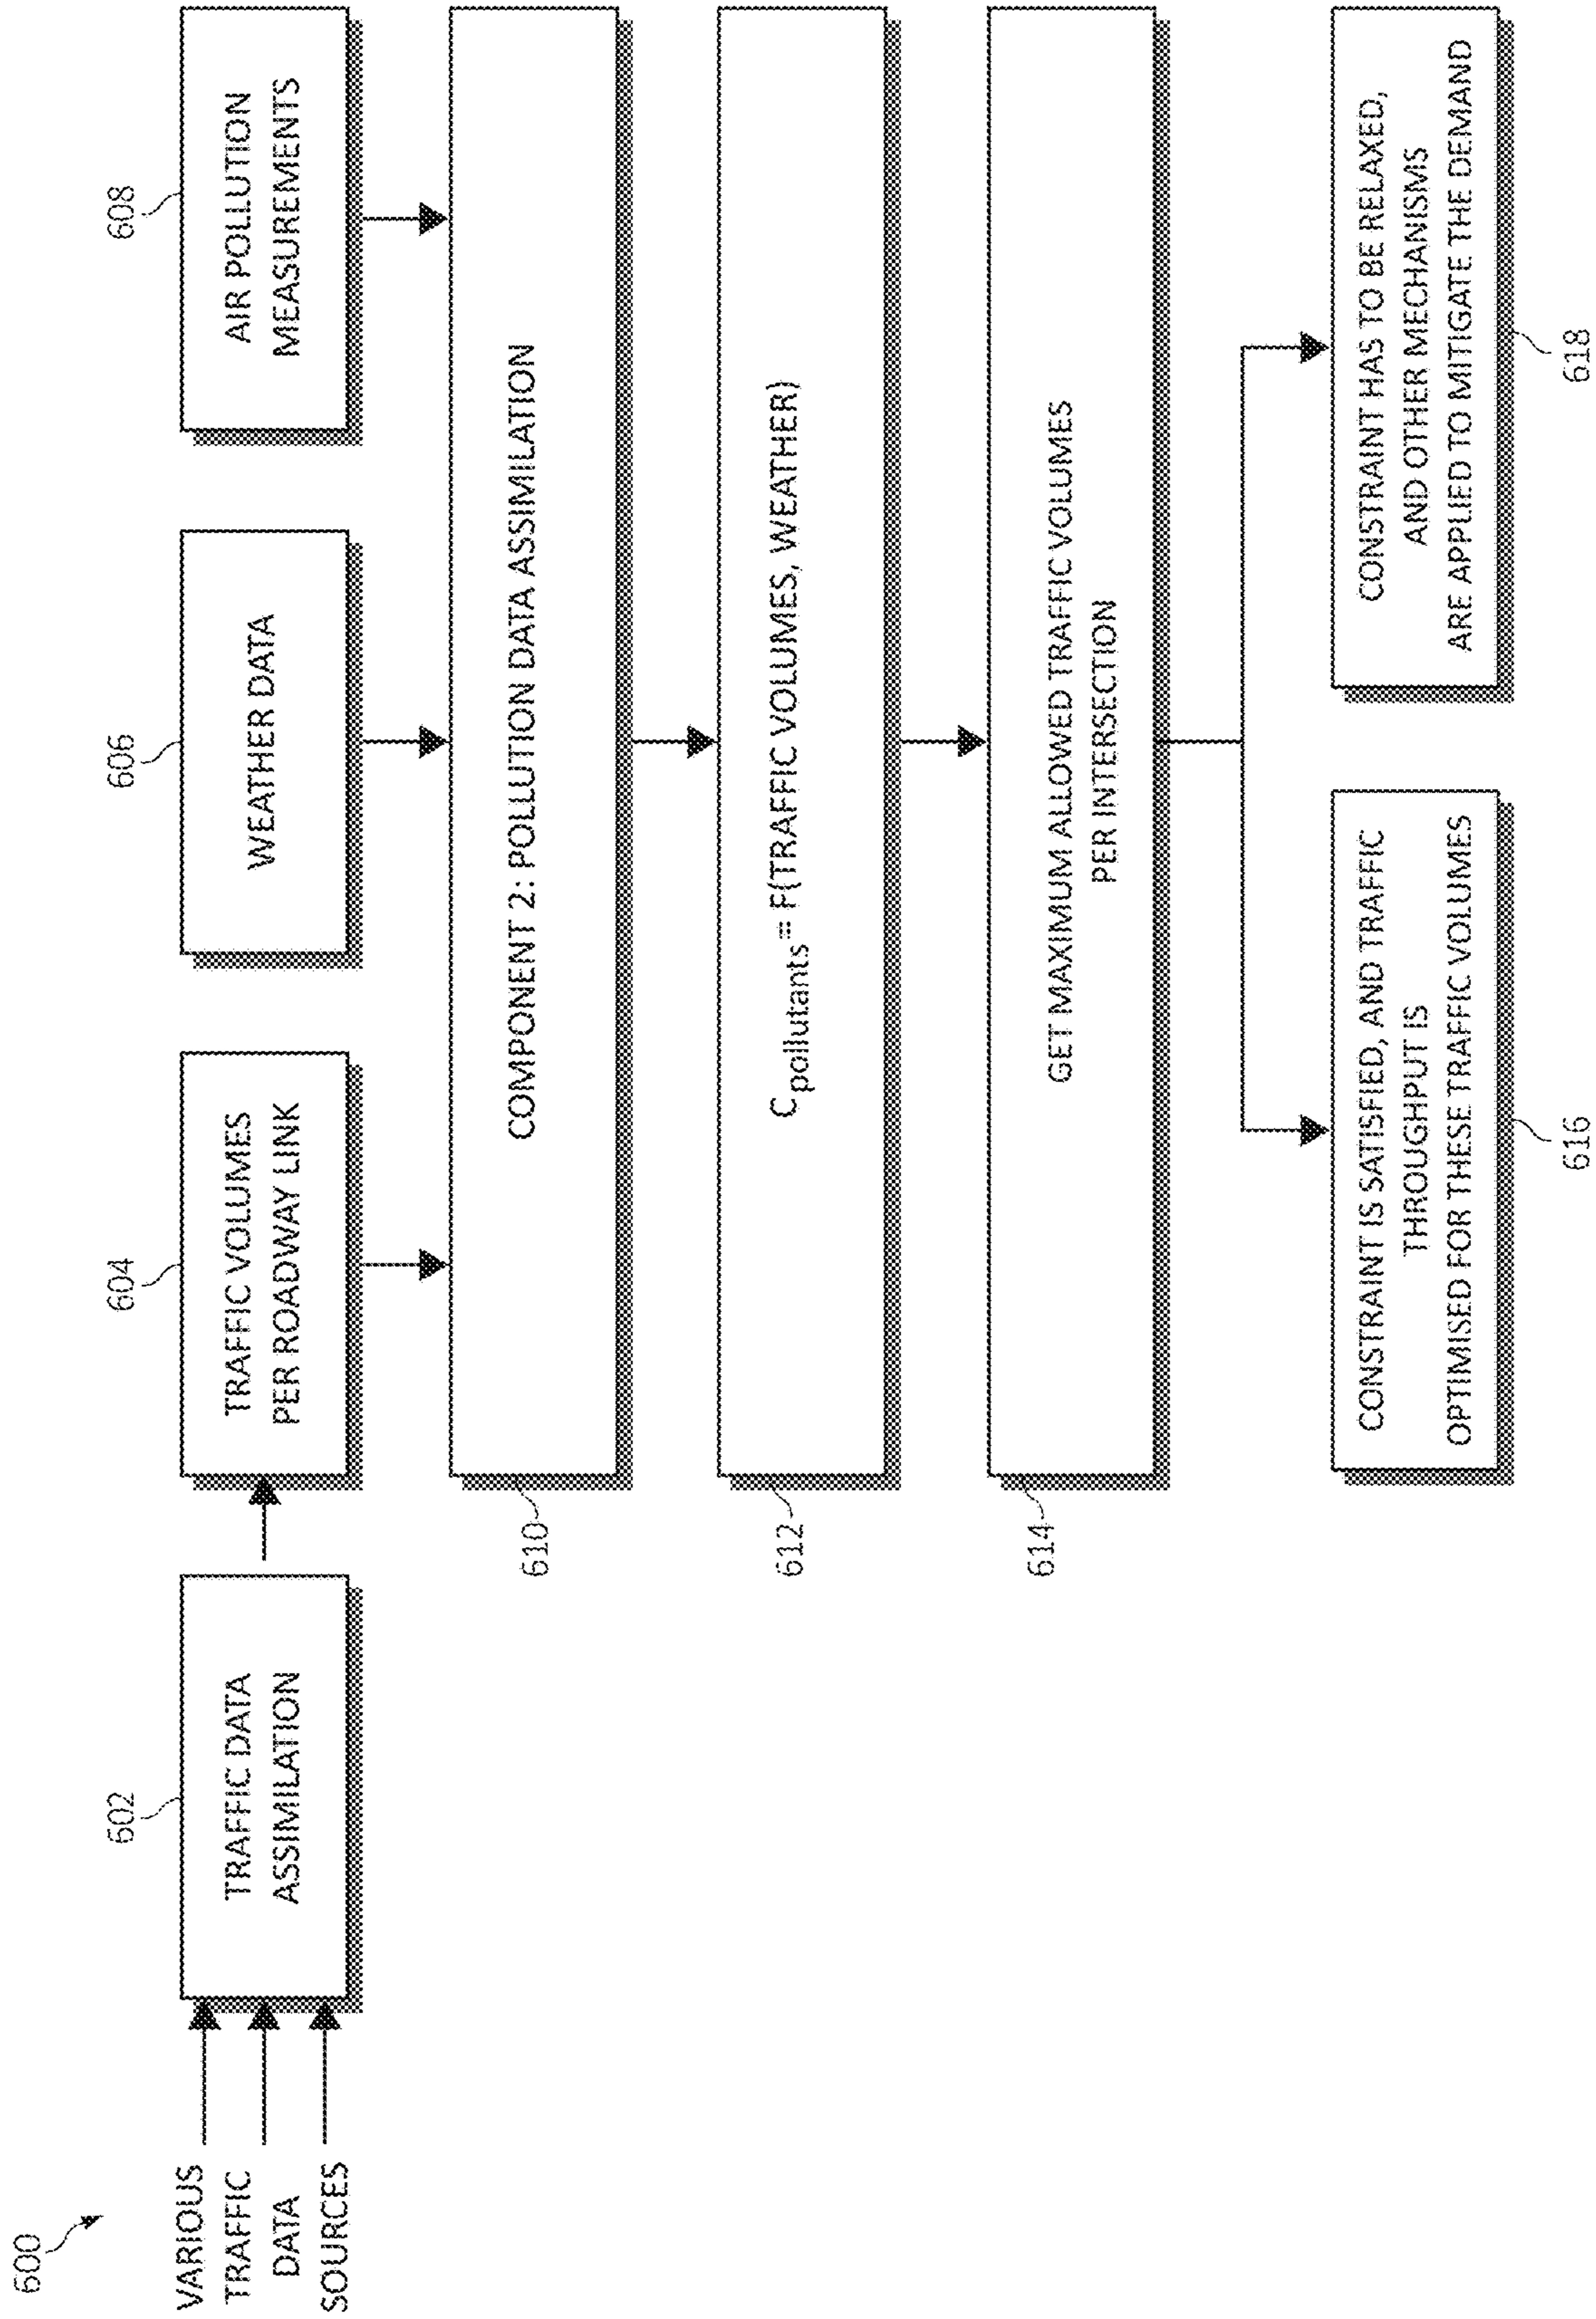 600
VARIOUS
TRAFFIC
DATA
SOURCES
602
TRAFFIC DATA
ASSIMILATION
604
TRAFFIC VOLUMES
PER ROADWAY LINK
606
WEATHER DATA
608
AIR POLLUTION
MEASUREMENTS
610
COMPONENT 2: POLLUTION DATA ASSIMILATION
612
Cpollutants = F(TRAFFIC VOLUMES, WEATHER)
614
GET MAXIMUM ALLOWED TRAFFIC VOLUMES
PER INTERSECTION
CONSTRAINT IS SATISFIED, AND TRAFFIC
THROUGHPUT IS
OPTIMISED FOR THESE TRAFFIC VOLUMES
616
CONSTRAINT HAS TO BE RELAXED,
AND OTHER MECHANISMS
ARE APPLIED TO MITIGATE THE DEMAND
618